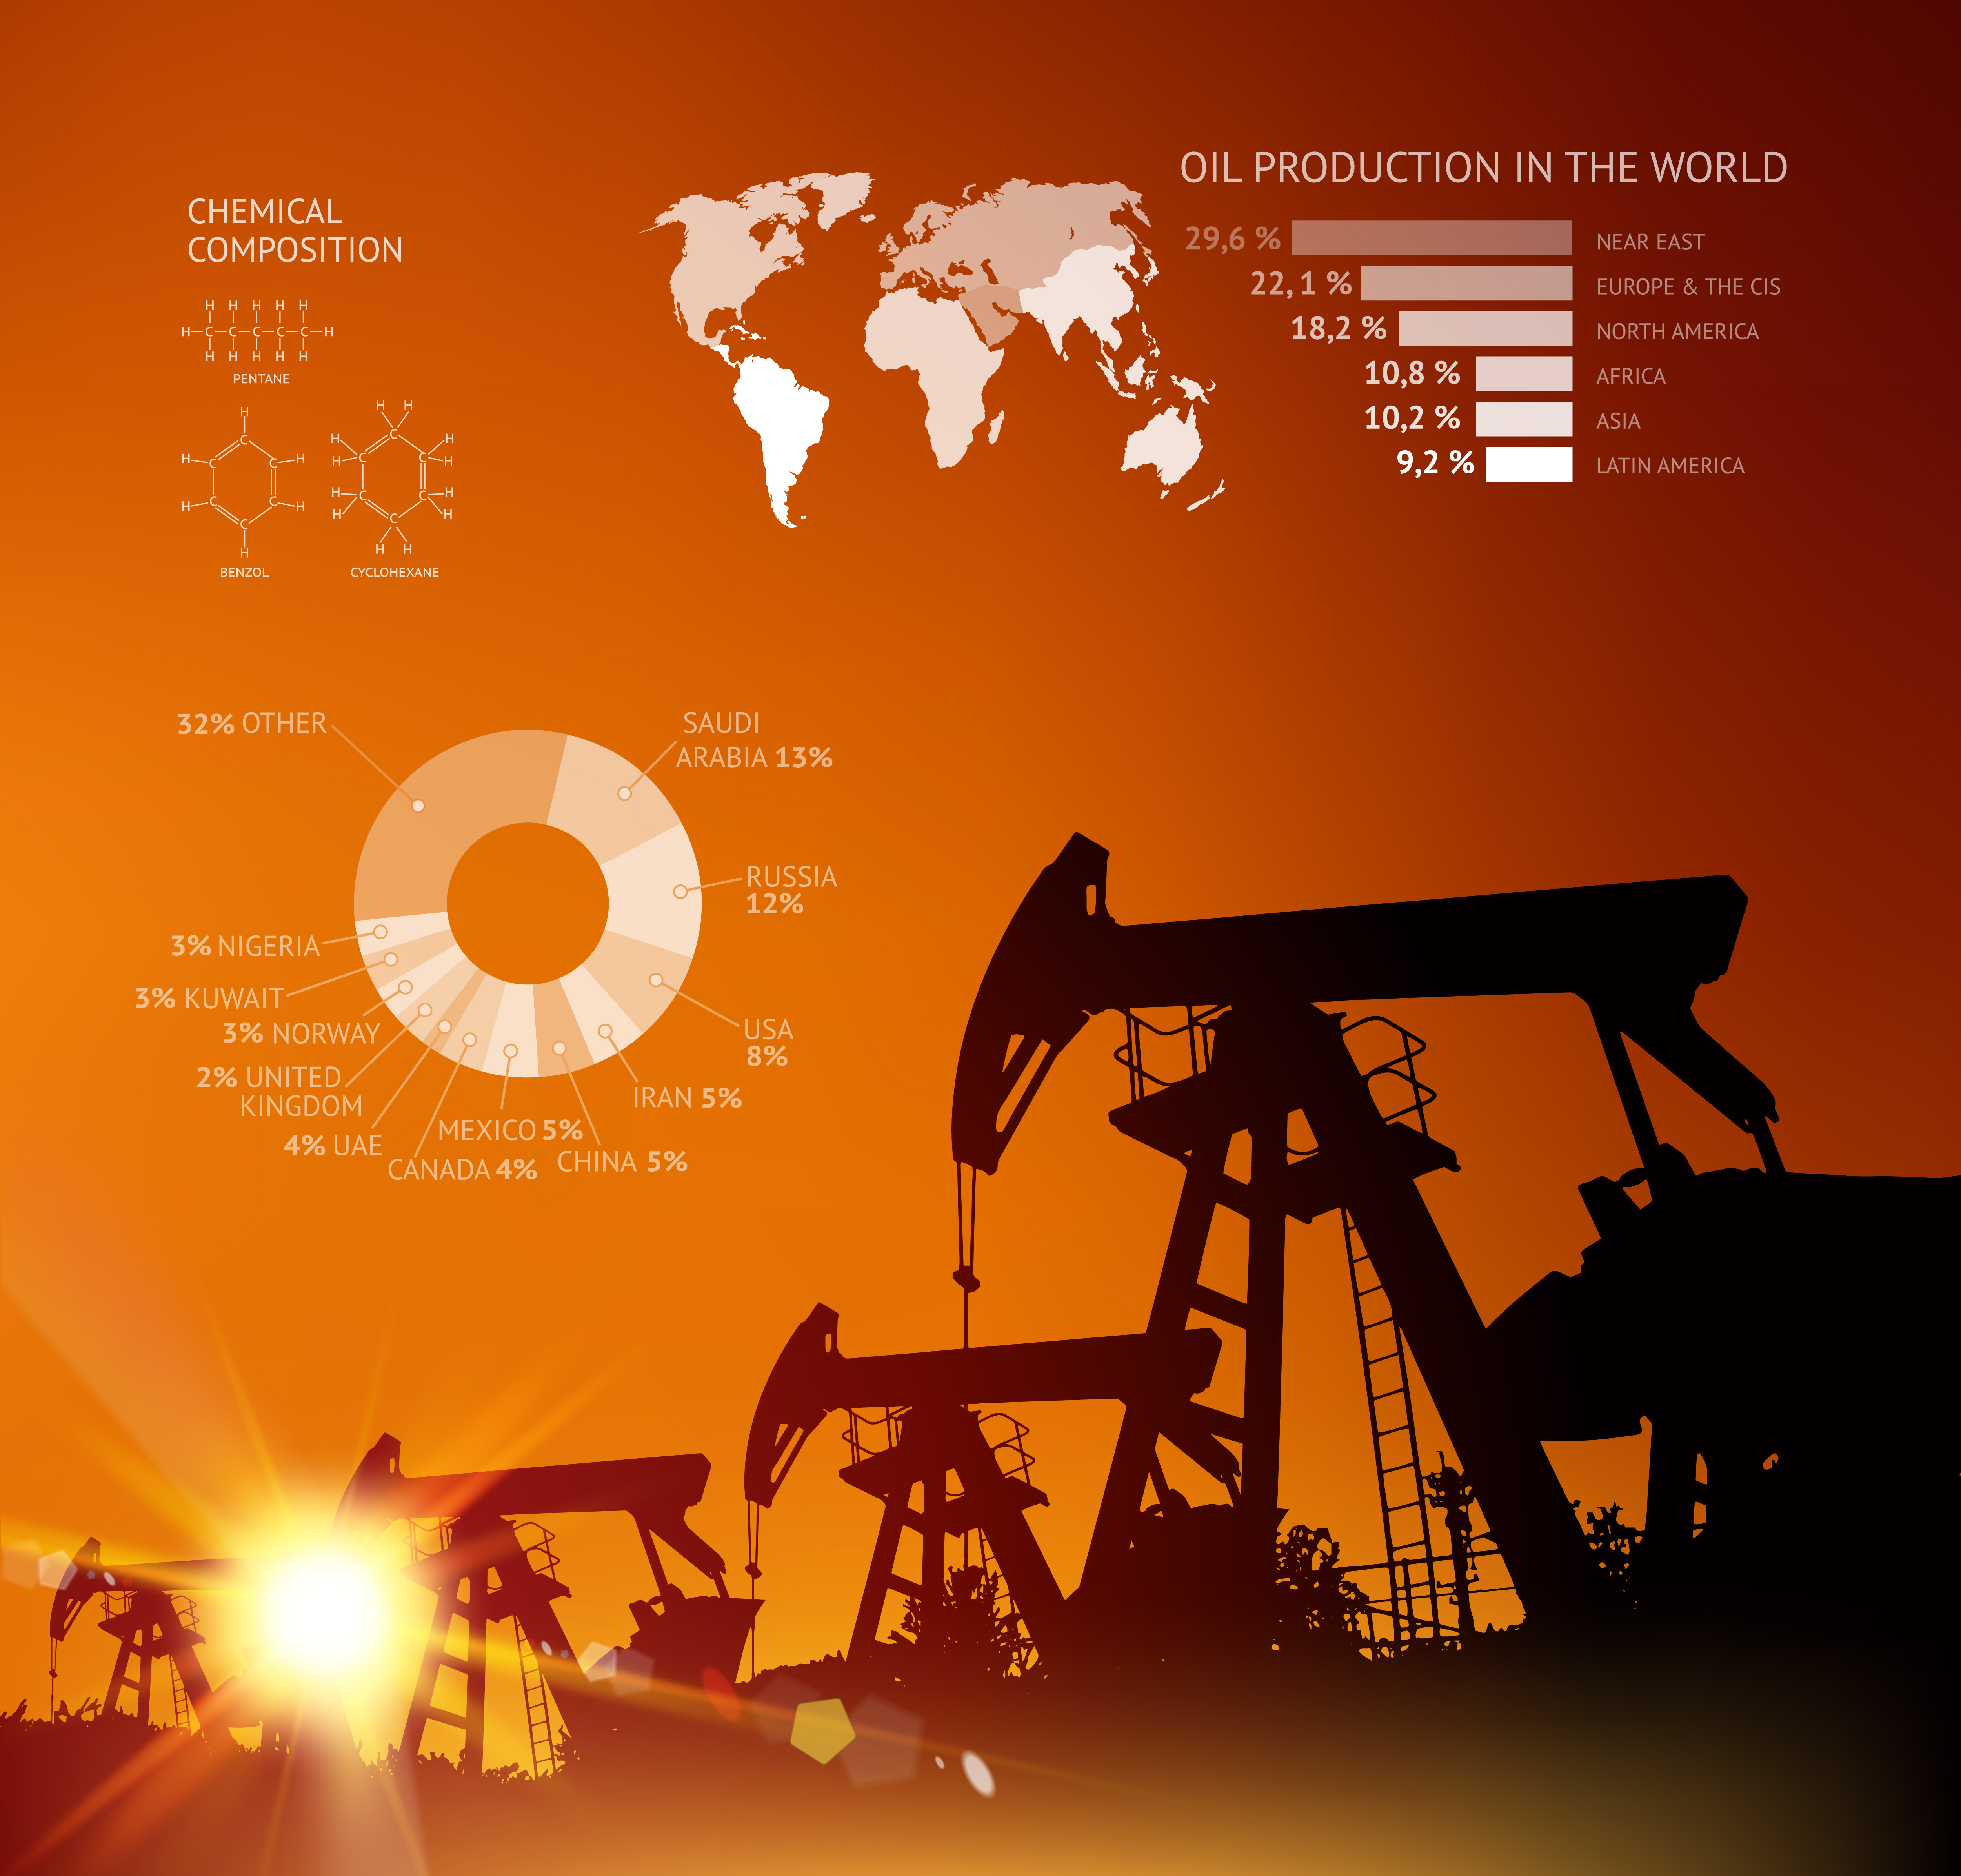 CHEMICAL
COMPOSITION
H H H H H
H C C C C C H
H H H H H
PENTANE
H
C
H C C H
H C C H
C
H
BENZOL
H H
C
H C C H
H H
H C C H
H H
C
H H
CYCLOHEXANE
OIL PRODUCTION IN THE WORLD
29,6 % NEAR EAST
22,1 % EUROPE & THE CIS
18,2 % NORTH AMERICA
10,8 % AFRICA
10,2 % ASIA
9,2 % LATIN AMERICA
32% OTHER
SAUDI
ARABIA 13%
RUSSIA
12%
USA
8%
IRAN 5%
CHINA 5%
MEXICO 5%
CANADA 4%
4% UAE
2% UNITED
KINGDOM
3% NORWAY
3% KUWAIT
3% NIGERIA